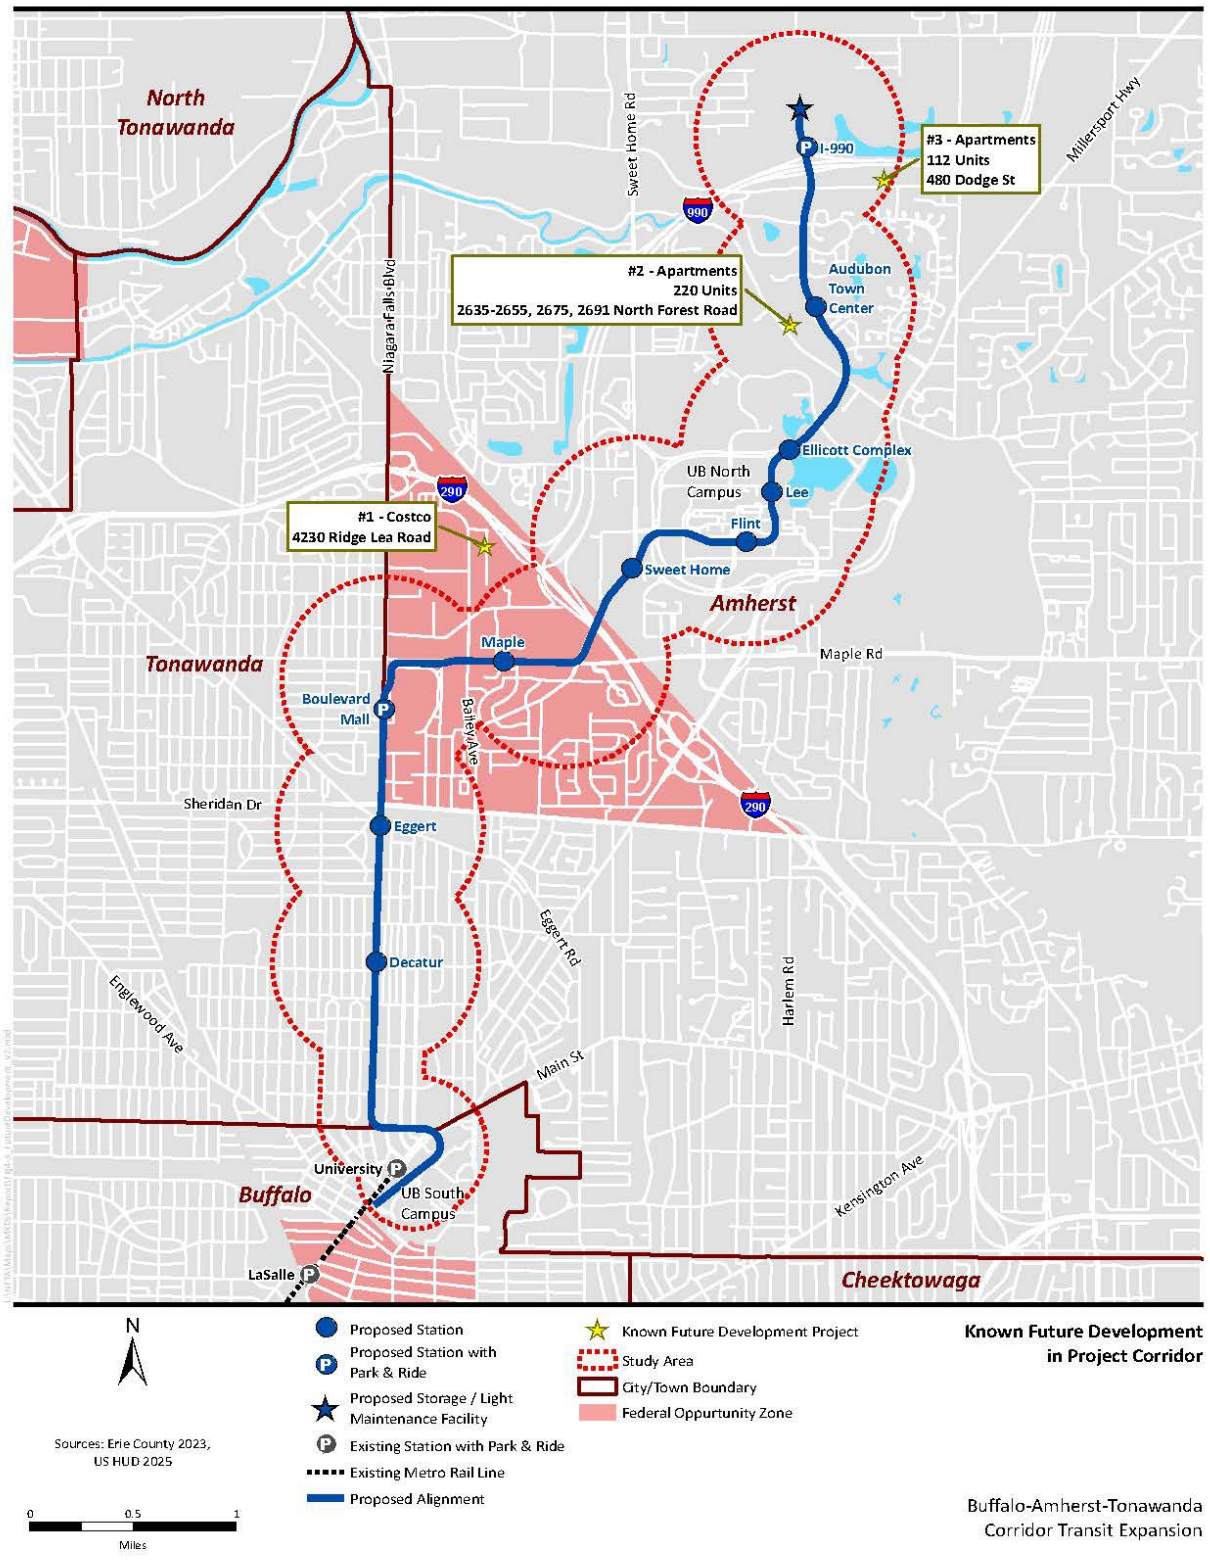 North
Tonawanda
Sweet Home Rd
Millersport Hwy
P
I-990
#3 - Apartments
112 Units
480 Dodge St
990
Niagara Falls Blvd
#2 - Apartments
220 Units
2635-2655, 2675, 2691 North Forest Road
Audubon
Town
Center
Ellicott Complex
UB North
Campus
Lee
290
#1 - Costco
4230 Ridge Lea Road
Flint
Sweet Home
Amherst
Maple
Maple Rd
Tonawanda
Boulevard
Mall
P
Bailey Ave
Sheridan Dr
290
Eggert
Eggert Rd
Decatur
Harlem Rd
Englewood Ave
Main St
University
P
Kensington Ave
Buffalo
UB South
Campus
LaSalle
P
Cheektowaga
N
Sources: Erie County 2023,
US HUD 2025
0 0.5 1
Miles
Proposed Station
P
Proposed Station with
Park & Ride
Proposed Storage / Light
Maintenance Facility
P
Existing Station with Park & Ride
Existing Metro Rail Line
Proposed Alignment
Known Future Development Project
Study Area
City/Town Boundary
Federal Oppurtunity Zone
Known Future Development
in Project Corridor
Buffalo-Amherst-Tonawanda
Corridor Transit Expansion